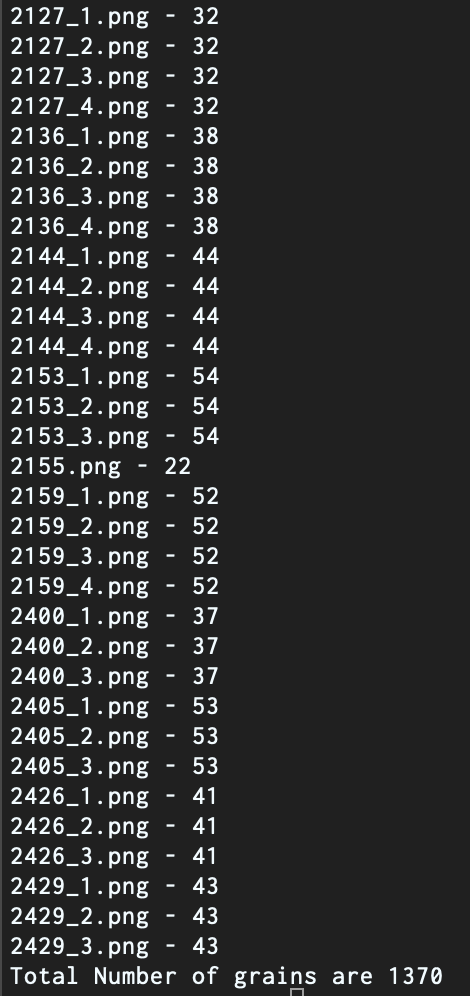 2127_1.png - 32
2127_2.png - 32
2127_3.png - 32
2127_4.png - 32
2136_1.png - 38
2136_2.png - 38
2136_3.png - 38
2136_4.png - 38
2144_1.png - 44
2144_2.png - 44
2144_3.png - 44
2144_4.png - 44
2153_1.png - 54
2153_2.png - 54
2153_3.png - 54
2155.png - 22
2159_1.png - 52
2159_2.png - 52
2159_3.png - 52
2159_4.png - 52
2400_1.png - 37
2400_2.png - 37
2400_3.png - 37
2405_1.png - 53
2405_2.png - 53
2405_3.png - 53
2426_1.png - 41
2426_2.png - 41
2426_3.png - 41
2429_1.png - 43
2429_2.png - 43
2429_3.png - 43
Total Number of grains are 1370